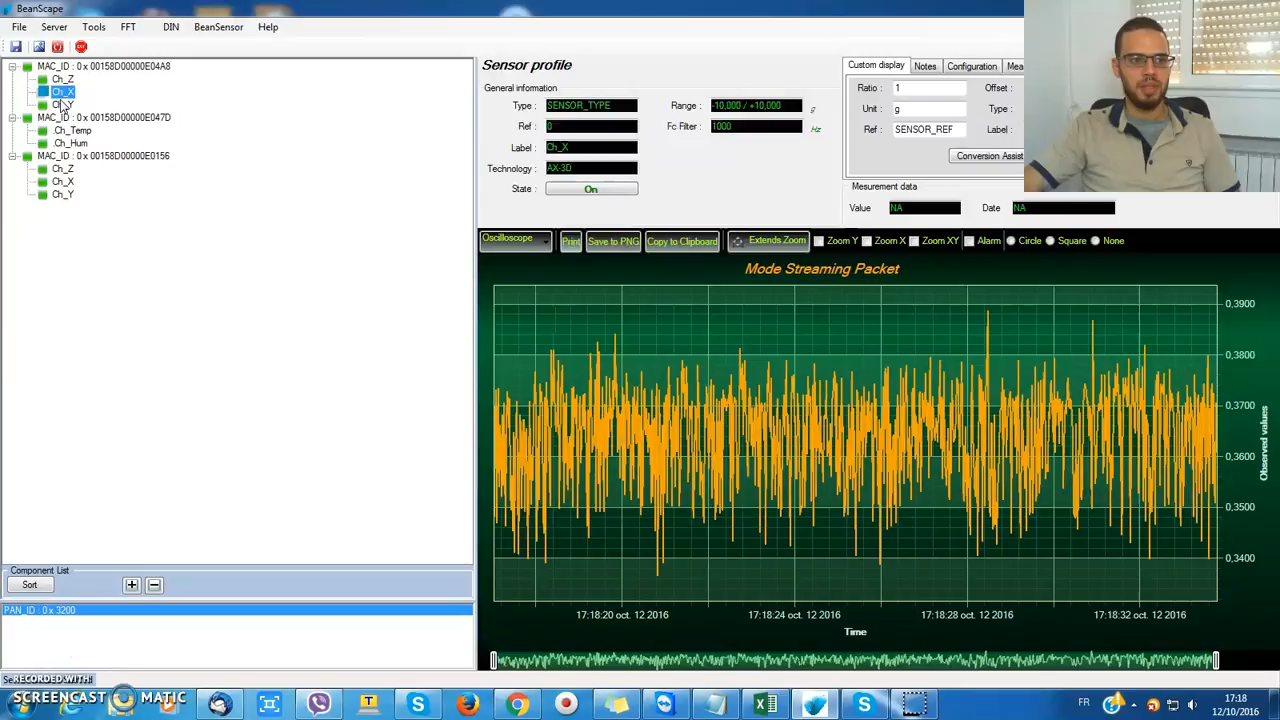 BeanScape
File Server Tools FFT DIN BeanSensor Help
MAC_ID : 0 x 00158D00000E04A8
Ch_Z
Ch_X
Ch_Y
MAC_ID : 0 x 00158D00000E047D
Ch_Temp
Ch_Hum
MAC_ID : 0 x 00158D00000E0156
Ch_Z
Ch_X
Ch_Y
Component List
Sort
PAN_ID : 0 x 3200
Sensor profile
General information
Type : SENSOR_TYPE Range : -10,000 / +10,000 g
Ref : 0 Fc Filter : 1000 Hz
Label : Ch_X
Technology : AX-3D
State : On
Custom display Notes Configuration Mea
Ratio : 1 Offset :
Unit : g Type :
Ref : SENSOR_REF Label :
Conversion Assist
Mesurement data
Value NA Date NA
Oscilloscope Print Save to PNG Copy to Clipboard Extends Zoom Zoom Y Zoom X Zoom XY Alarm Circle Square None
Mode Streaming Packet
0,3900
0,3800
0,3700
0,3600
0,3500
0,3400
Observed values
17:18:20 oct. 12 2016 17:18:24 oct. 12 2016 17:18:28 oct. 12 2016 17:18:32 oct. 12 2016
Time
RECORDED WITH
SCREENCAST MATIC
FR
17:18
12/10/2016